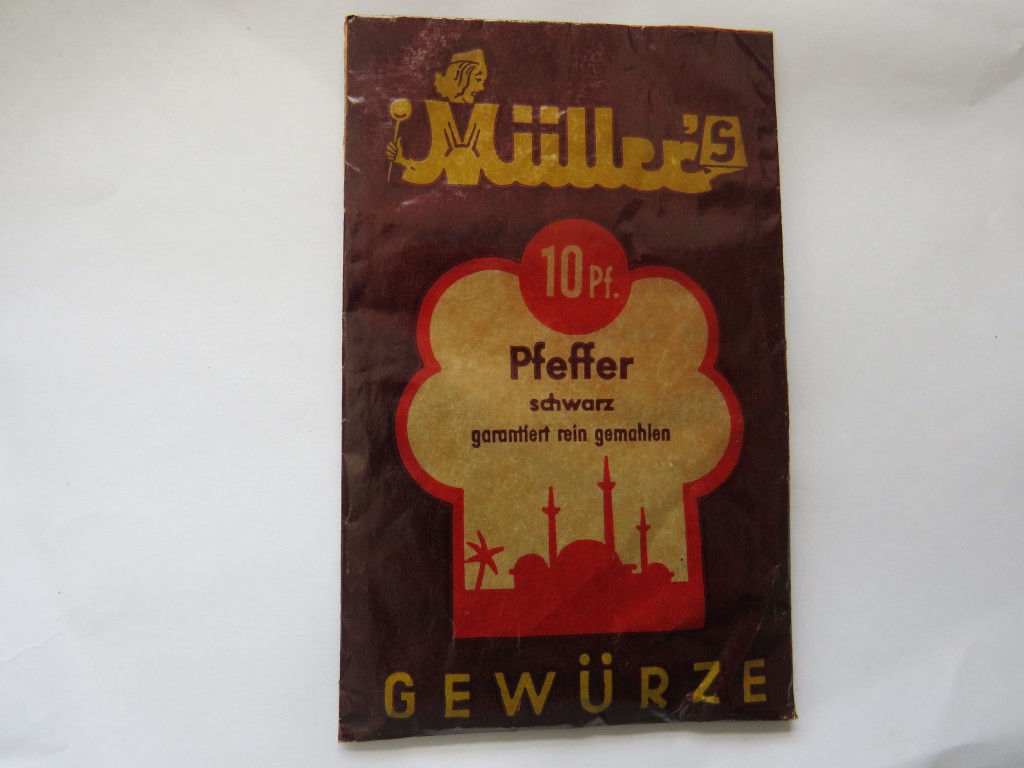 Müller's
10 Pf.
Pfeffer
schwarz
garantiert rein gemahlen
GEWÜRZE